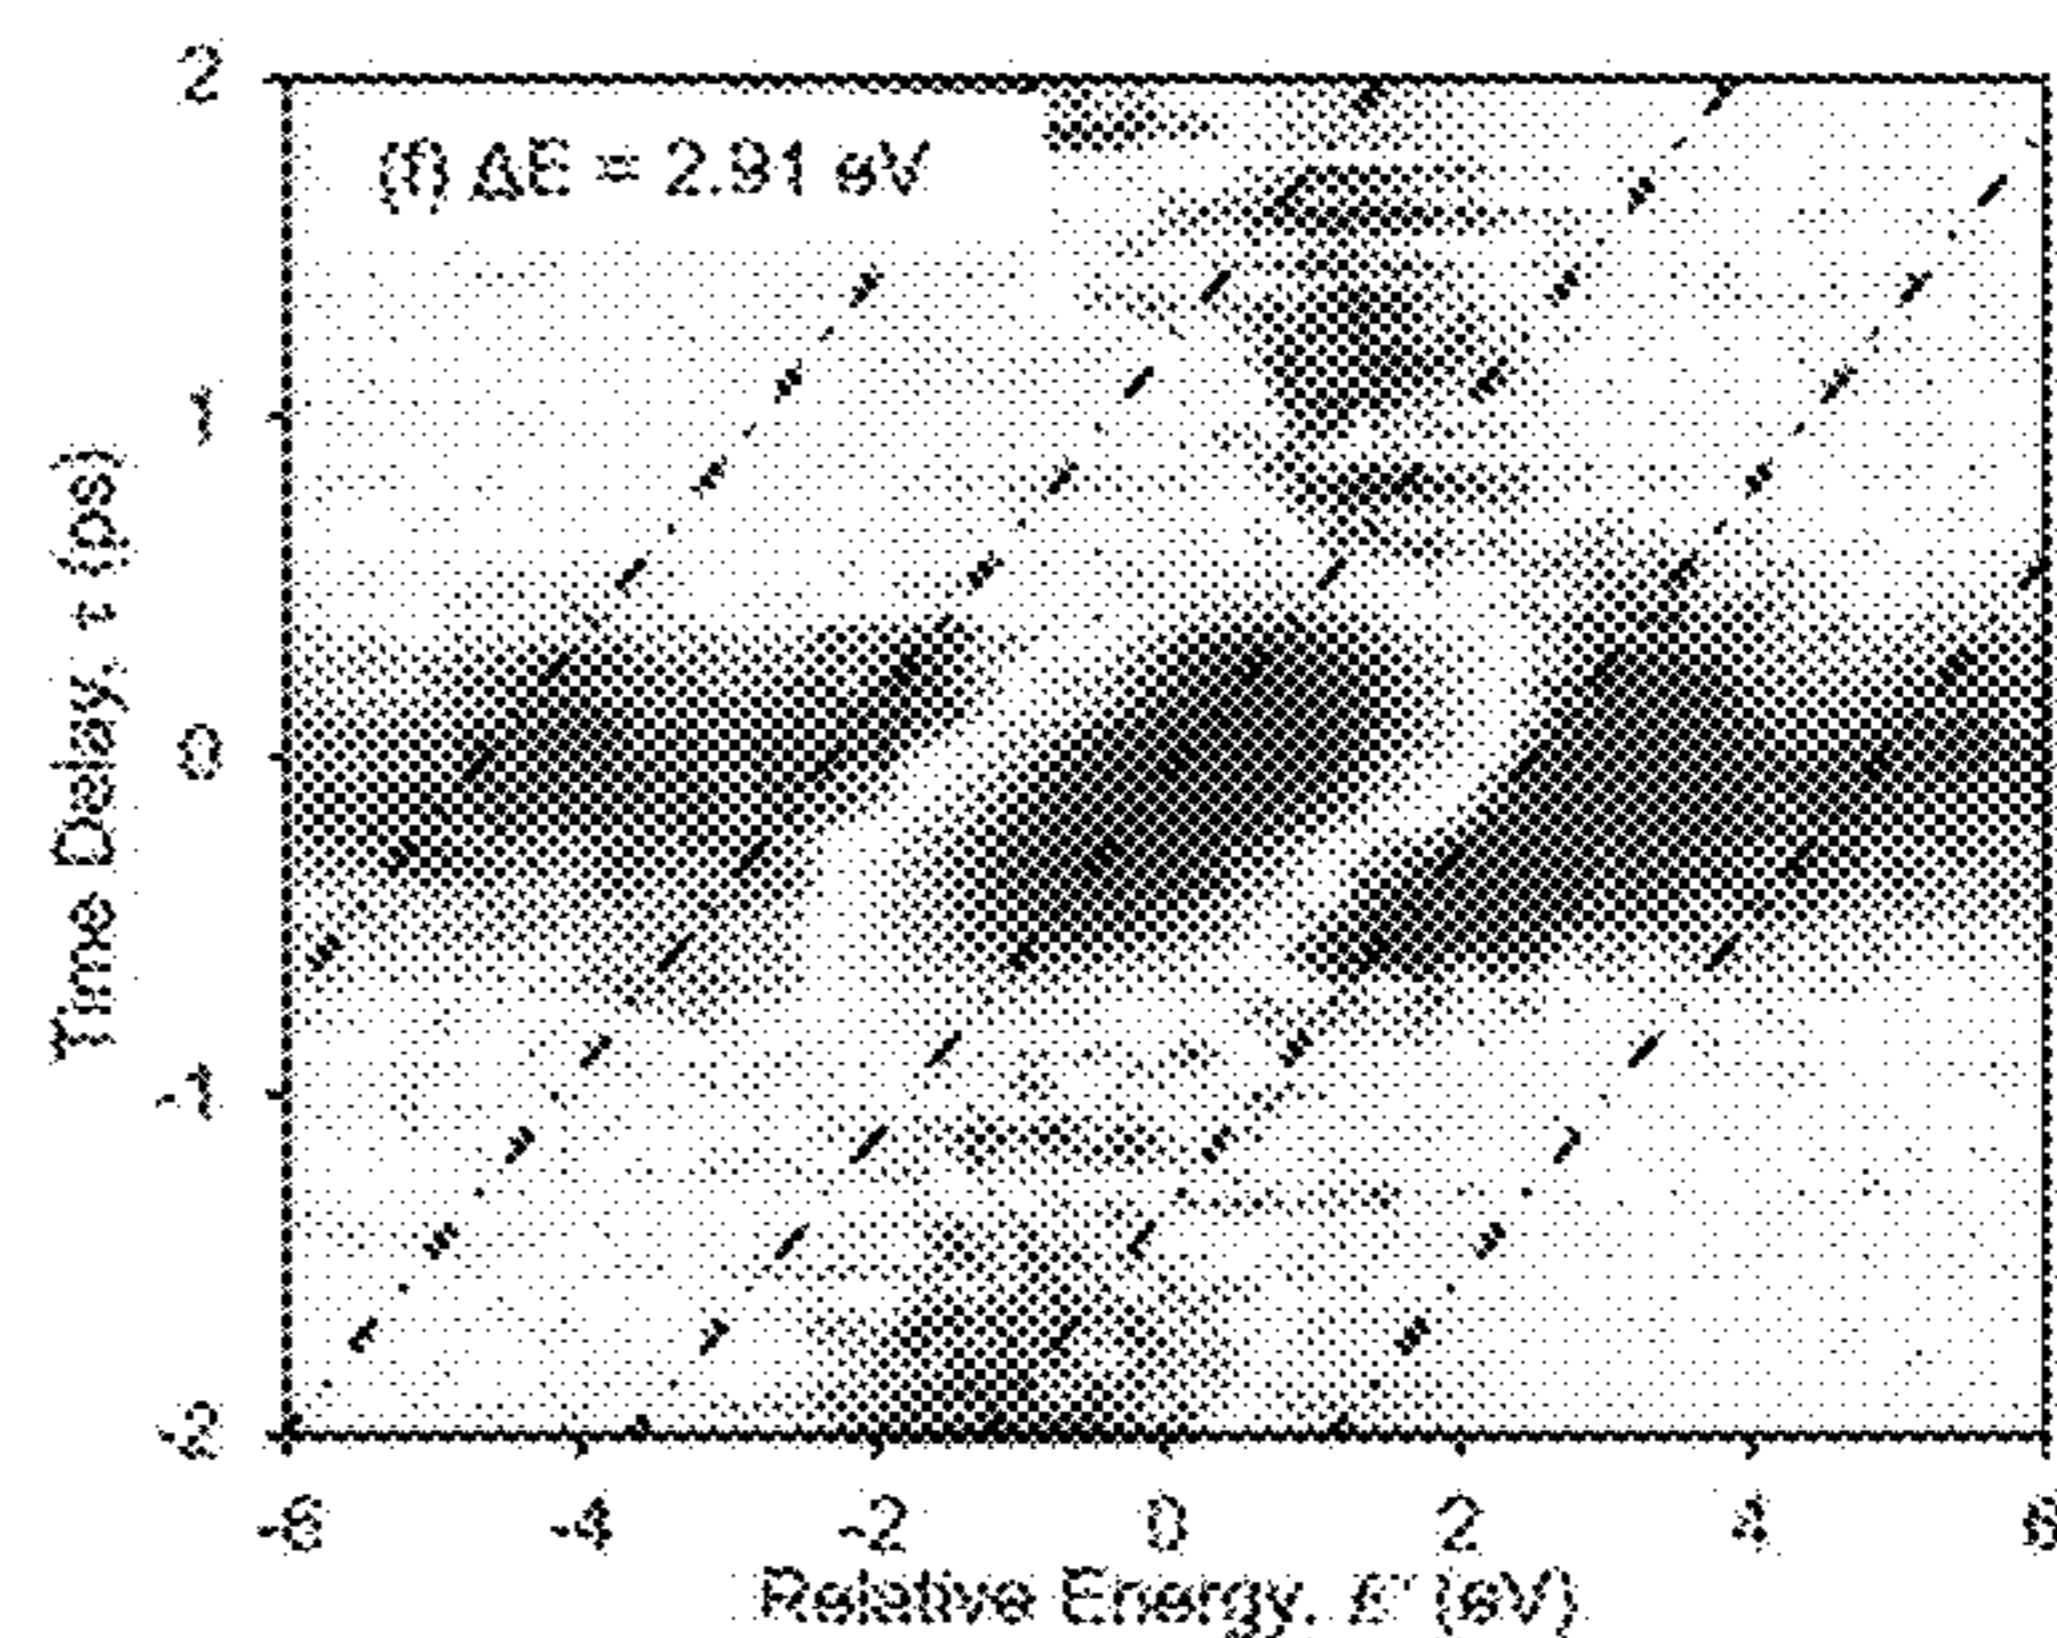 2
(f) ΔE = 2.91 eV
1
0
-1
-2
Time Delay, τ (ps)
-6 -4 -2 0 2 4 6
Relative Energy, E' (eV)